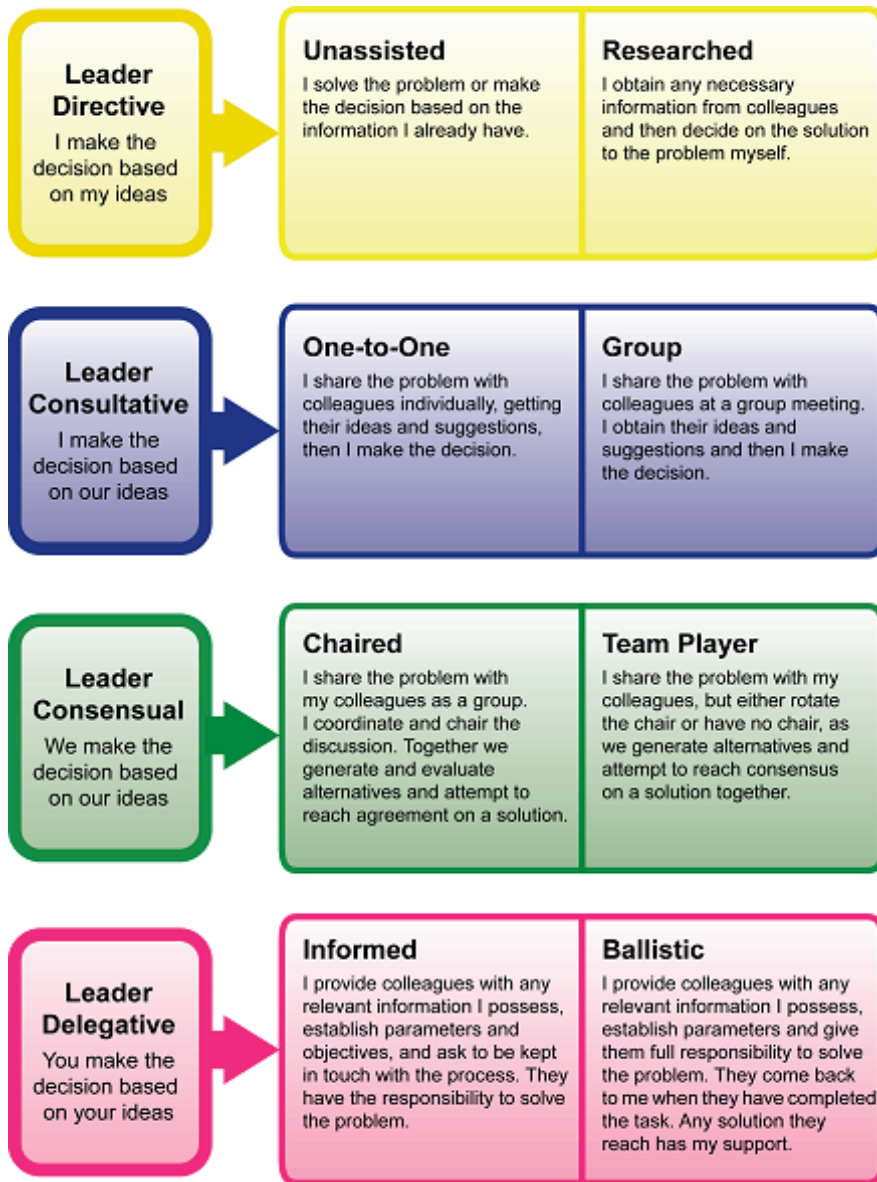 Leader
Directive
I make the
decision based
on my ideas
Unassisted
I solve the problem or make
the decision based on the
information I already have.
Researched
I obtain any necessary
information from colleagues
and then decide on the solution
to the problem myself.
Leader
Consultative
I make the
decision based
on our ideas
One-to-One
I share the problem with
colleagues individually, getting
their ideas and suggestions,
then I make the decision.
Group
I share the problem with
colleagues at a group meeting.
I obtain their ideas and
suggestions and then I make
the decision.
Leader
Consensual
We make the
decision based
on our ideas
Chaired
I share the problem with
my colleagues as a group.
I coordinate and chair the
discussion. Together we
generate and evaluate
alternatives and attempt to
reach agreement on a solution.
Team Player
I share the problem with my
colleagues, but either rotate
the chair or have no chair, as
we generate alternatives and
attempt to reach consensus
on a solution together.
Leader
Delegative
You make the
decision based
on your ideas
Informed
I provide colleagues with any
relevant information I possess,
establish parameters and
objectives, and ask to be kept
in touch with the process. They
have the responsibility to solve
the problem.
Ballistic
I provide colleagues with any
relevant information I possess,
establish parameters and give
them full responsibility to solve
the problem. They come back
to me when they have completed
the task. Any solution they
reach has my support.